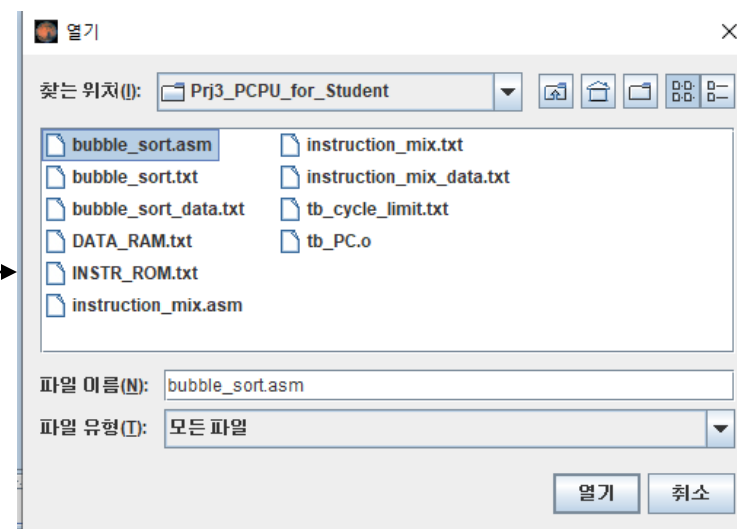 열기
찾는 위치(I): Prj3_PCPU_for_Student
bubble_sort.asm
bubble_sort.txt
bubble_sort_data.txt
DATA_RAM.txt
INSTR_ROM.txt
instruction_mix.asm
instruction_mix.txt
instruction_mix_data.txt
tb_cycle_limit.txt
tb_PC.o
파일 이름(N): bubble_sort.asm
파일 유형(T): 모든 파일
열기 취소